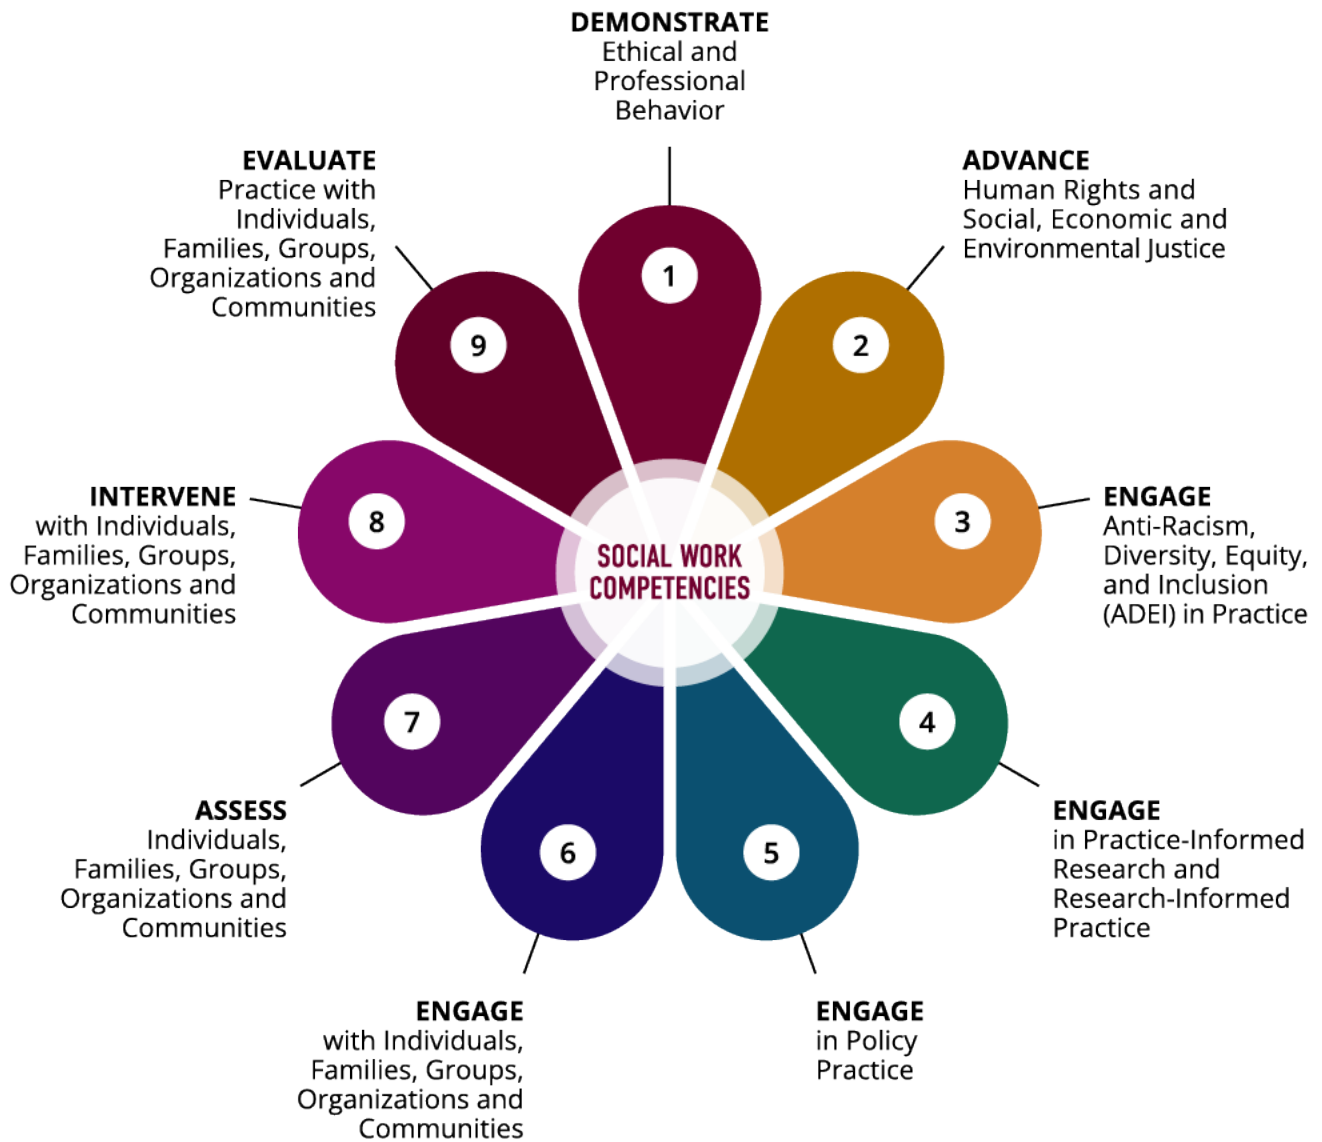 DEMONSTRATE
Ethical and
Professional
Behavior
1
ADVANCE
Human Rights and
Social, Economic and
Environmental Justice
2
ENGAGE
Anti-Racism,
Diversity, Equity,
and Inclusion
(ADEI) in Practice
3
ENGAGE
in Practice-Informed
Research and
Research-Informed
Practice
4
ENGAGE
in Policy
Practice
5
ENGAGE
with Individuals,
Families, Groups,
Organizations and
Communities
6
ASSESS
Individuals,
Families, Groups,
Organizations and
Communities
7
INTERVENE
with Individuals,
Families, Groups,
Organizations and
Communities
8
EVALUATE
Practice with
Individuals,
Families, Groups,
Organizations and
Communities
9
SOCIAL WORK
COMPETENCIES